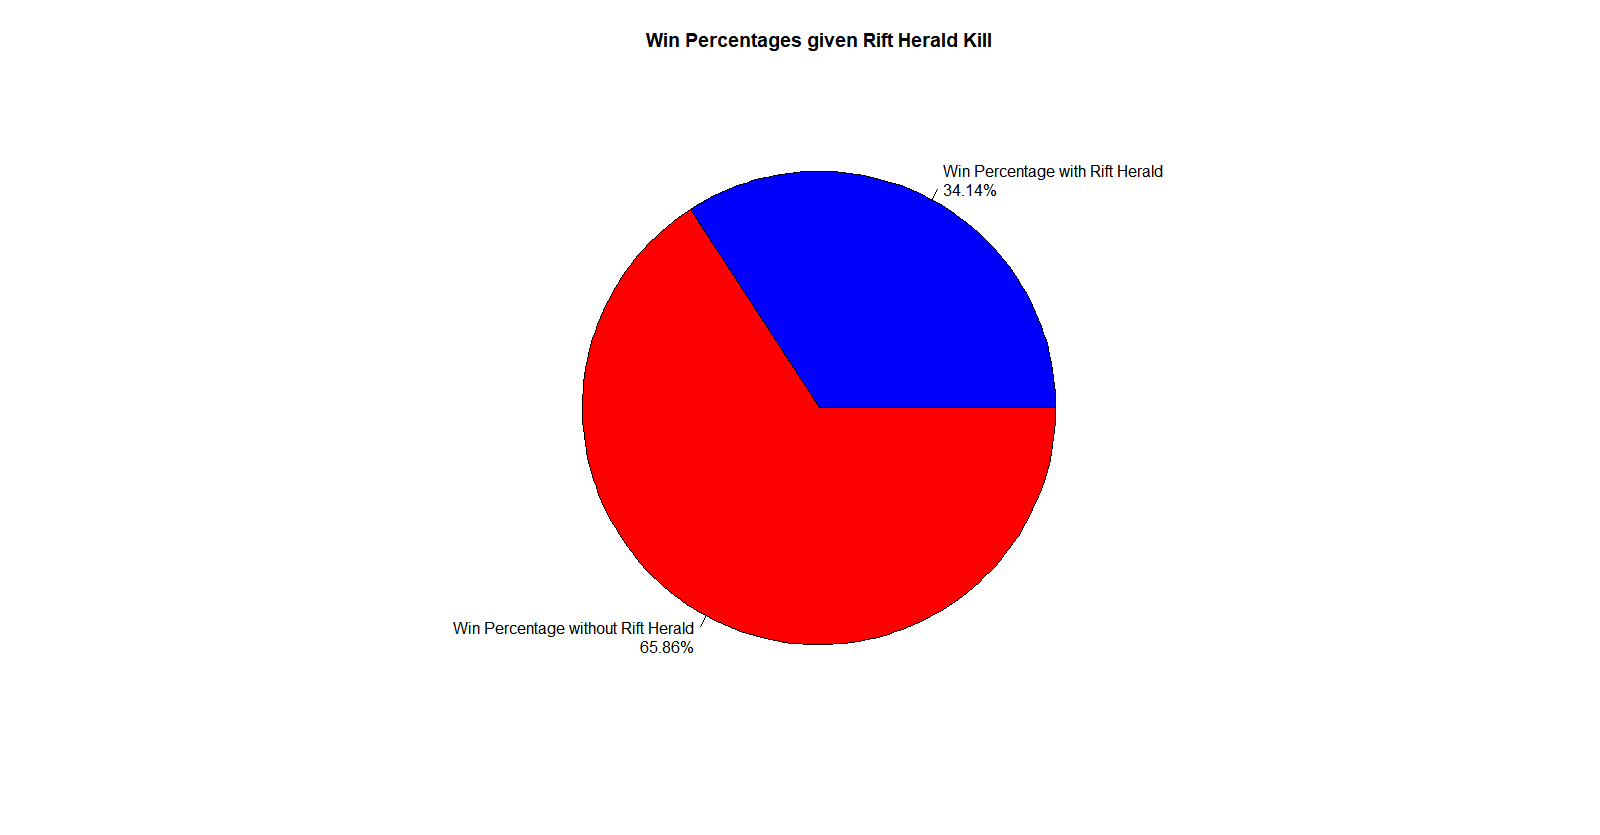 Win Percentages given Rift Herald Kill
Win Percentage with Rift Herald
34.14%
Win Percentage without Rift Herald
65.86%